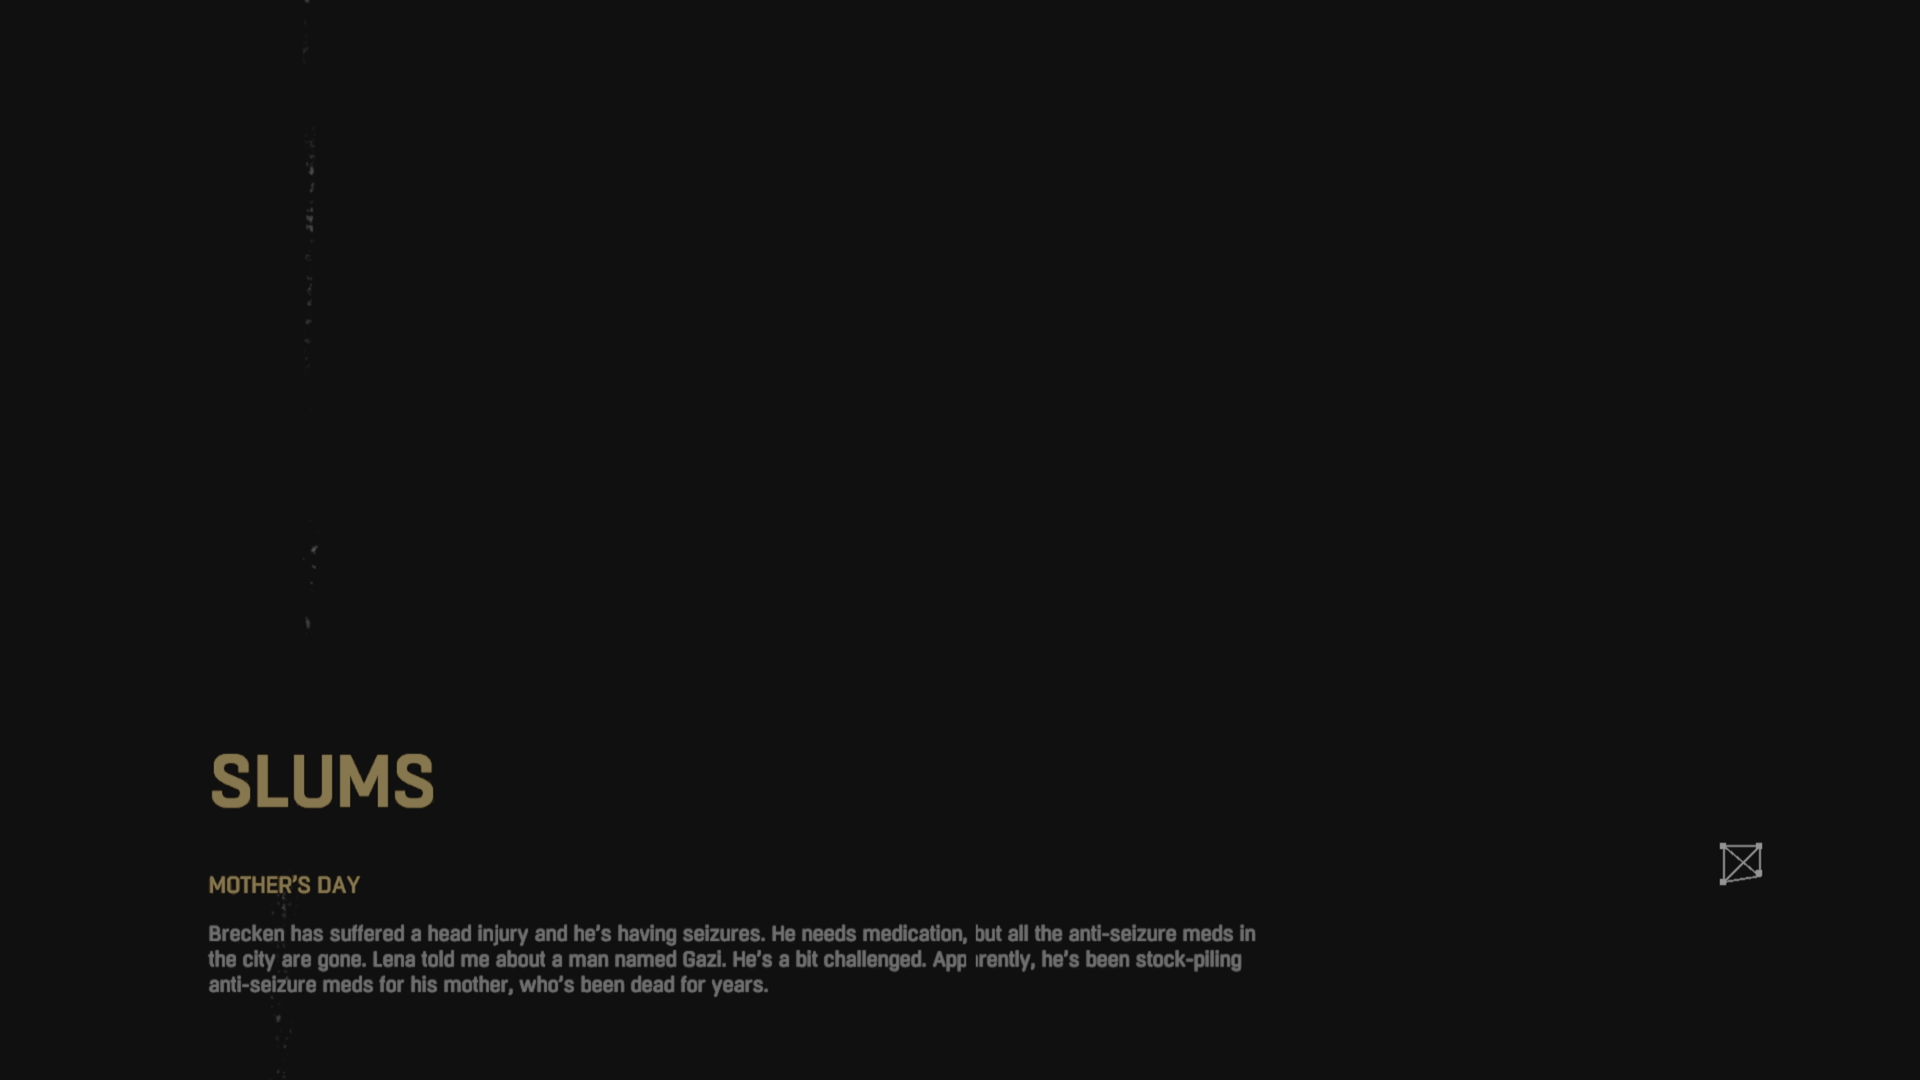 SLUMS
MOTHER'S DAY
Brecken has suffered a head injury and he's having seizures. He needs medication, but all the anti-seizure meds in
the city are gone. Lena told me about a man named Gazi. He's a bit challenged. Apparently, he's been stock-piling
anti-seizure meds for his mother, who's been dead for years.